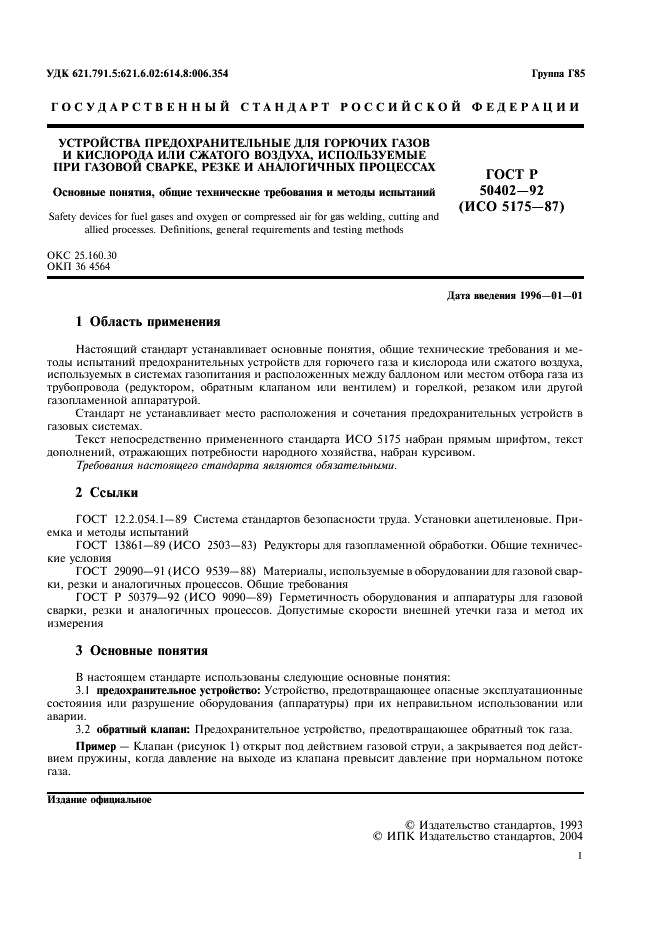 УДК 621.791.5:621.6.02:614.8:006.354 Группа Г85
ГОСУДАРСТВЕННЫЙ СТАНДАРТ РОССИЙСКОЙ ФЕДЕРАЦИИ
УСТРОЙСТВА ПРЕДОХРАНИТЕЛЬНЫЕ ДЛЯ ГОРЮЧИХ ГАЗОВ
И КИСЛОРОДА ИЛИ СЖАТОГО ВОЗДУХА, ИСПОЛЬЗУЕМЫЕ
ПРИ ГАЗОВОЙ СВАРКЕ, РЕЗКЕ И АНАЛОГИЧНЫХ ПРОЦЕССАХ
Основные понятия, общие технические требования и методы испытаний
Safety devices for fuel gases and oxygen or compressed air for gas welding, cutting and
allied processes. Definitions, general requirements and testing methods
ГОСТ Р
50402—92
(ИСО 5175—87)
ОКС 25.160.30
ОКП 36 4564
Дата введения 1996—01—01
1 Область применения
Настоящий стандарт устанавливает основные понятия, общие технические требования и ме-
тоды испытаний предохранительных устройств для горючего газа и кислорода или сжатого воздуха,
используемых в системах газопитания и расположенных между баллоном или местом отбора газа из
трубопровода (редуктором, обратным клапаном или вентилем) и горелкой, резаком или другой
газопламенной аппаратурой.
Стандарт не устанавливает место расположения и сочетания предохранительных устройств в
газовых системах.
Текст непосредственно примененного стандарта ИСО 5175 набран прямым шрифтом, текст
дополнений, отражающих потребности народного хозяйства, набран курсивом.
Требования настоящего стандарта являются обязательными.
2 Ссылки
ГОСТ 12.2.054.1—89 Система стандартов безопасности труда. Установки ацетиленовые. При-
емка и методы испытаний
ГОСТ 13861—89 (ИСО 2503—83) Редукторы для газопламенной обработки. Общие техничес-
кие условия
ГОСТ 29090—91 (ИСО 9539—88) Материалы, используемые в оборудовании для газовой свар-
ки, резки и аналогичных процессов. Общие требования
ГОСТ Р 50379—92 (ИСО 9090—89) Герметичность оборудования и аппаратуры для газовой
сварки, резки и аналогичных процессов. Допустимые скорости внешней утечки газа и метод их
измерения
3 Основные понятия
В настоящем стандарте использованы следующие основные понятия:
3.1 предохранительное устройство: Устройство, предотвращающее опасные эксплуатационные
состояния или разрушение оборудования (аппаратуры) при их неправильном использовании или
аварии.
3.2 обратный клапан: Предохранительное устройство, предотвращающее обратный ток газа.
Пример — Клапан (рисунок 1) открыт под действием газовой струи, а закрывается под дейст-
вием пружины, когда давление на выходе из клапана превысит давление при нормальном потоке
газа.
Издание официальное
© Издательство стандартов, 1993
© ИПК Издательство стандартов, 2004
1